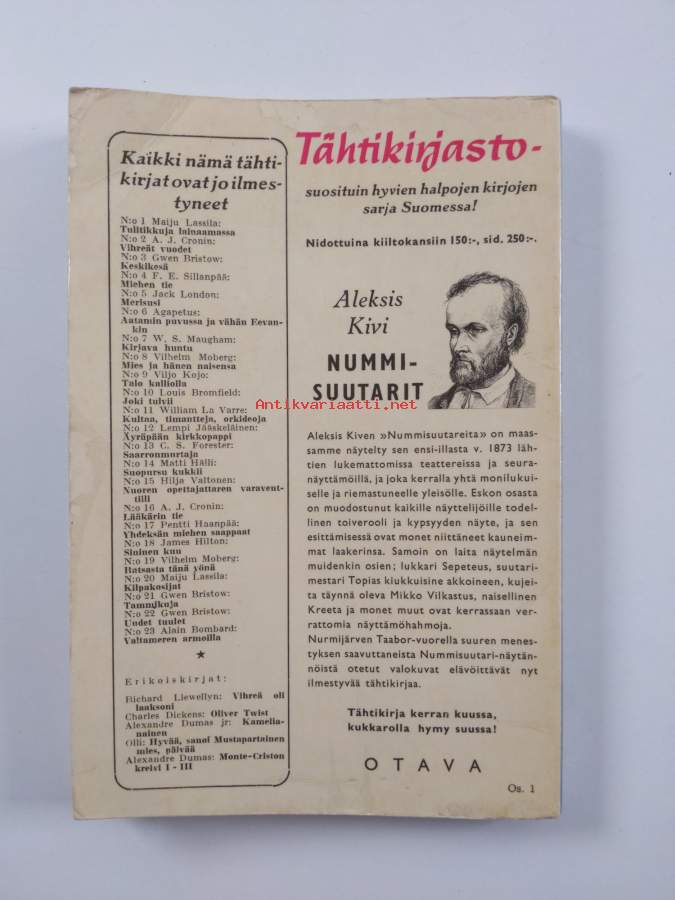 Kaikki nämä tähti-
kirjat ovat jo ilmes-
tyneet
N:o 1 Maiju Lassila:
Tulitikkuja lainaamassa
N:o 2 A. J. Cronin:
Vihreät vuodet
N:o 3 Gwen Bristow:
Keskikesä
N:o 4 F. E. Sillanpää:
Miehen tie
N:o 5 Jack London:
Merisusi
N:o 6 Agapetus:
Aatamin puvussa ja vähän Eevan-
kin
N:o 7 W. S. Maugham:
Kirjava huntu
N:o 8 Vilhelm Moberg:
Mies ja hänen naisensa
N:o 9 Viljo Kojo:
Talo kalliolla
N:o 10 Louis Bromfield:
Joki tulvii
N:o 11 William La Varre:
Kultaa, timantteja, orkideoja
N:o 12 Lempi Jääskeläinen:
Äyräpään kirkkopappi
N:o 13 C. S. Forester:
Saarronmurtaja
N:o 14 Matti Hälli:
Suopursu kukkii
N:o 15 Hilja Valtonen:
Nuoren opettajattaren varavent-
tiili
N:o 16 A. J. Cronin:
Lääkärin tie
N:o 17 Pentti Haanpää:
Yhdeksän miehen saappaat
N:o 18 James Hilton:
Sininen kuu
N:o 19 Vilhelm Moberg:
Ratsasta tänä yönä
N:o 20 Maiju Lassila:
Kilpakosijat
N:o 21 Gwen Bristow:
Tammikuja
N:o 22 Gwen Bristow:
Uudet tuulet
N:o 23 Alain Bombard:
Valtameren armoilla
★
Erikoiskirjat:
Richard Llewellyn: Vihreä oli
laaksoni
Charles Dickens: Oliver Twist
Alexandre Dumas jr: Kamelia-
nainen
Olli: Hyvää, sanoi Mustapartainen
mies, päivää
Alexandre Dumas: Monte-Criston
kreivi I - III
Tähtikirjasto-
suosituin hyvien halpojen kirjojen
sarja Suomessa!
Nidottuina kiiltokansiin 150:-, sid. 250:-.
Aleksis
Kivi
NUMMI-
SUUTARIT
Antikvariaatti.net
Aleksis Kiven »Nummisuutareita» on maas-
samme näytelty sen ensi-illasta v. 1873 läh-
tien lukemattomissa teattereissa ja seura-
näyttämöillä, ja joka kerralla yhtä monilukui-
selle ja riemastuneelle yleisölle. Eskon osasta
on muodostunut kaikille näyttelijöille todel-
linen toiverooli ja kypsyyden näyte, ja sen
esittämisessä ovat monet niittäneet kauneim-
mat laakerinsa. Samoin on laita näytelmän
muidenkin osien; lukkari Sepeteus, suutari-
mestari Topias kiukkuisine akkoineen, kujei-
ta täynnä oleva Mikko Vilkastus, naisellinen
Kreeta ja monet muut ovat kerrassaan ver-
rattomia näyttämöhahmoja.
Nurmijärven Taabor-vuorella suuren menes-
tyksen saavuttaneista Nummisuutari-näytän-
nöistä otetut valokuvat elävöittävät nyt
ilmestyvää tähtikirjaa.
Tähtikirja kerran kuussa,
kukkarolla hymy suussa!
OTAVA
Os. 1